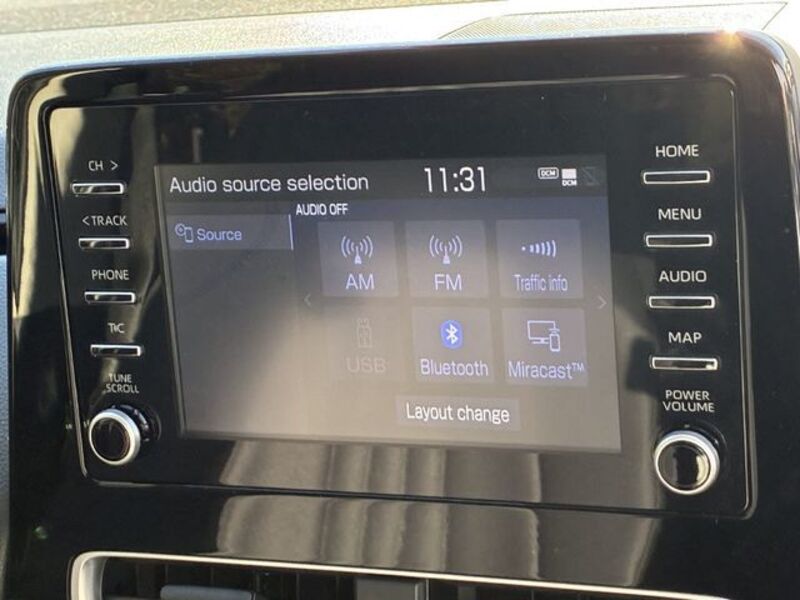 CH >
< TRACK
PHONE
T&C
TUNE
SCROLL
Audio source selection 11:31 DCM
DCM
AUDIO OFF
Source
AM FM Traffic info
USB Bluetooth Miracast™
Layout change
HOME
MENU
AUDIO
MAP
POWER
VOLUME